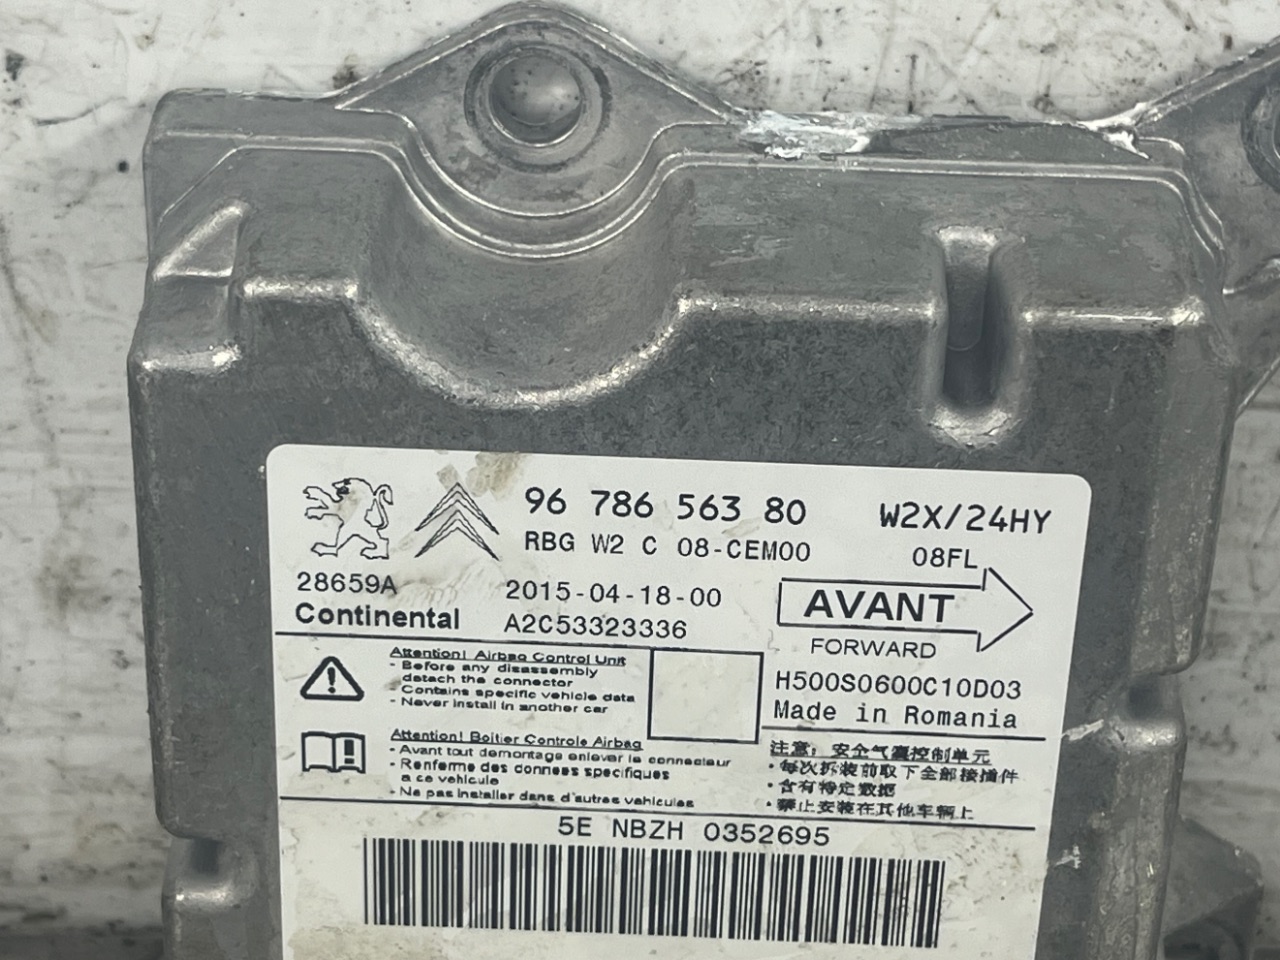 96 786 563 80
W2X/24HY
RBG W2 C 08-CEM00
08FL
28659A
2015-04-18-00
AVANT
Continental
A2C53323336
FORWARD
Attention! Airbag Control Unit
- Before any disassembly
detach the connector
- Contains specific vehicle data
- Never install in another car
H500S0600C10D03
Made in Romania
Attention! Boîtier Controle Airbag
- Avant tout demontage enlever le connecteur
- Renferme des donnees specifiques
a ce vehicule
- Ne pas installer dans d'autres vehicules
注意: 安全气囊控制单元
·每次拆装前取下全部接插件
·含有特定数据
·禁止安装在其他车辆上
5E NBZH 0352695